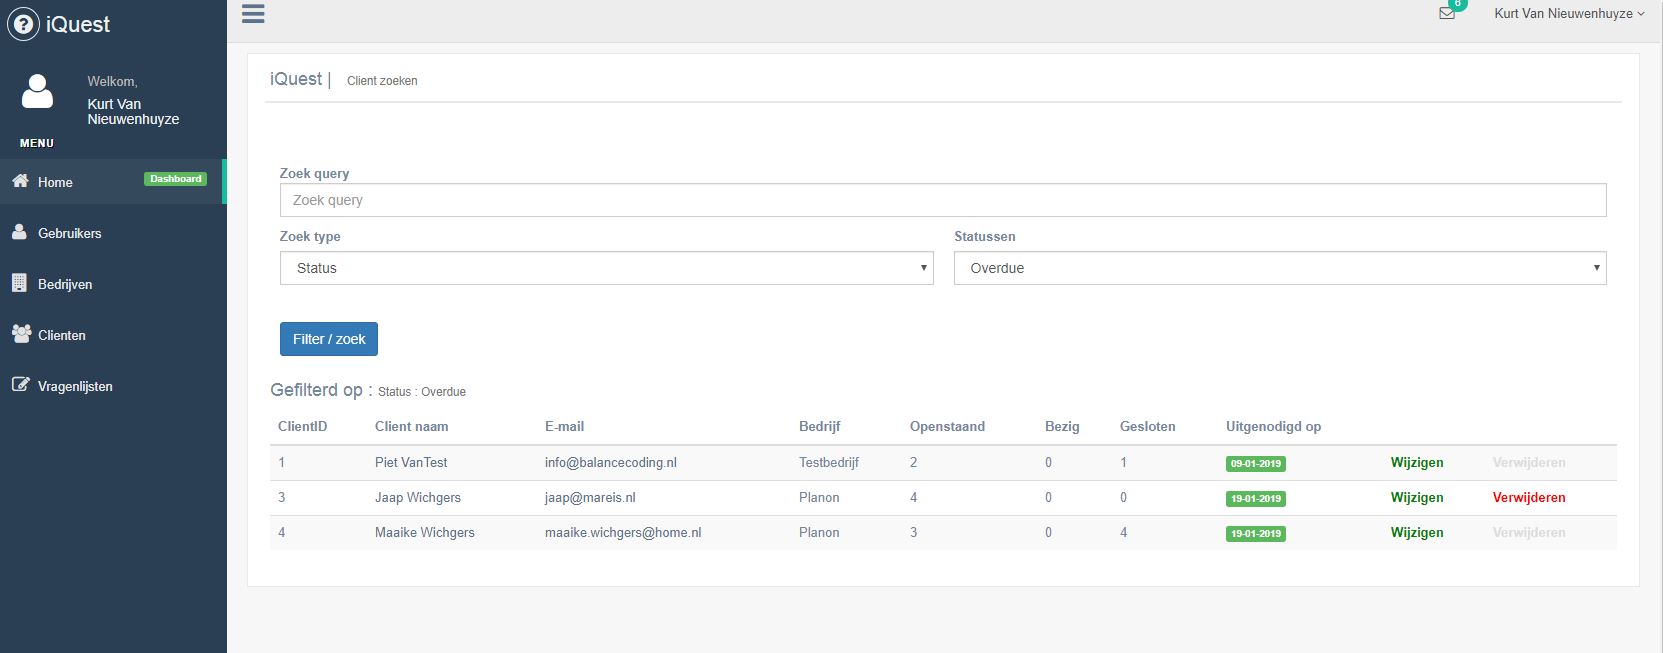 iQuest
6
Kurt Van Nieuwenhuyze
Welkom,
Kurt Van
Nieuwenhuyze
MENU
Home Dashboard
Gebruikers
Bedrijven
Clienten
Vragenlijsten
iQuest | Client zoeken
Zoek query
Zoek query
Zoek type Statussen
Status Overdue
Filter / zoek
Gefilterd op : Status : Overdue
ClientID Client naam E-mail Bedrijf Openstaand Bezig Gesloten Uitgenodigd op
1 Piet VanTest info@balancecoding.nl Testbedrijf 2 0 1 09-01-2019 Wijzigen Verwijderen
3 Jaap Wichgers jaap@mareis.nl Planon 4 0 0 19-01-2019 Wijzigen Verwijderen
4 Maaike Wichgers maaike.wichgers@home.nl Planon 3 0 4 19-01-2019 Wijzigen Verwijderen